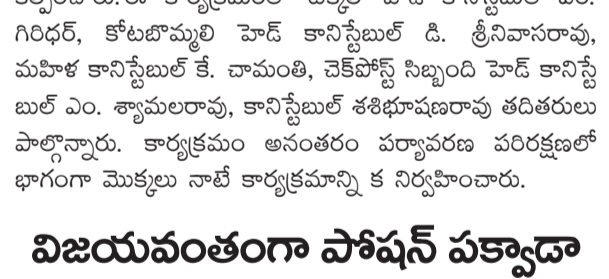 గిరిధర్, కోటబొమ్మలి హెడ్ కానిస్టేబుల్ డి. శ్రీనివాసరావు,
మహిళ కానిస్టేబుల్ కే. చామంతి, చెక్‌పోస్ట్ సిబ్బంది హెడ్ కానిస్టే
బుల్ ఎం. శ్యామలరావు, కానిస్టేబుల్ శశిభూషణరావు తదితరులు
పాల్గొన్నారు. కార్యక్రమం అనంతరం పర్యావరణ పరిరక్షణలో
భాగంగా మొక్కలు నాటే కార్యక్రమాన్ని క నిర్వహించారు.
విజయవంతంగా పోషన్ పక్వాడా